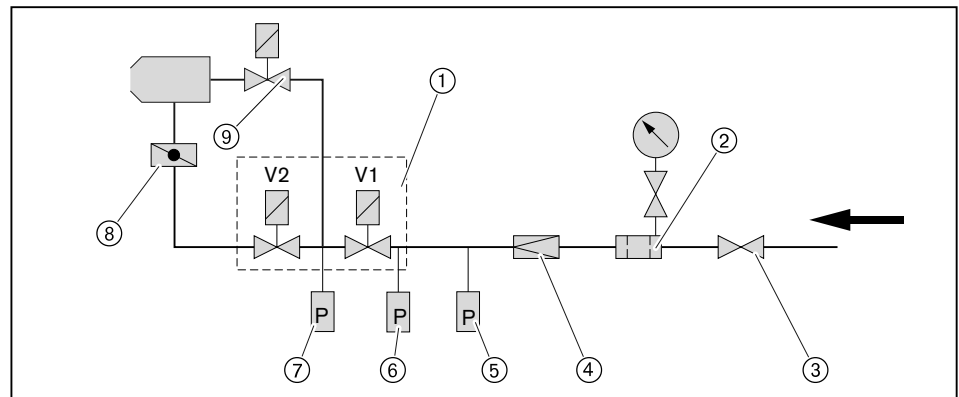 ①
②
⑨
V2 V1
⑧
P P P
⑦ ⑥ ⑤ ④ ③